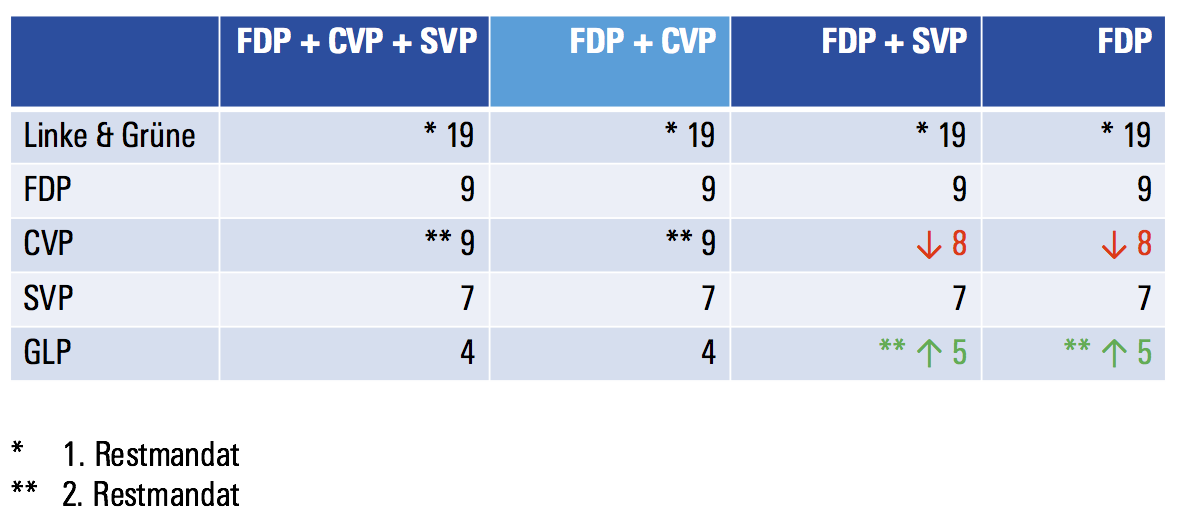 FDP + CVP + SVP FDP + CVP FDP + SVP FDP
Linke & Grüne * 19 * 19 * 19 * 19
FDP 9 9 9 9
CVP ** 9 ** 9 ↓ 8 ↓ 8
SVP 7 7 7 7
GLP 4 4 ** ↑ 5 ** ↑ 5
* 1. Restmandat
** 2. Restmandat